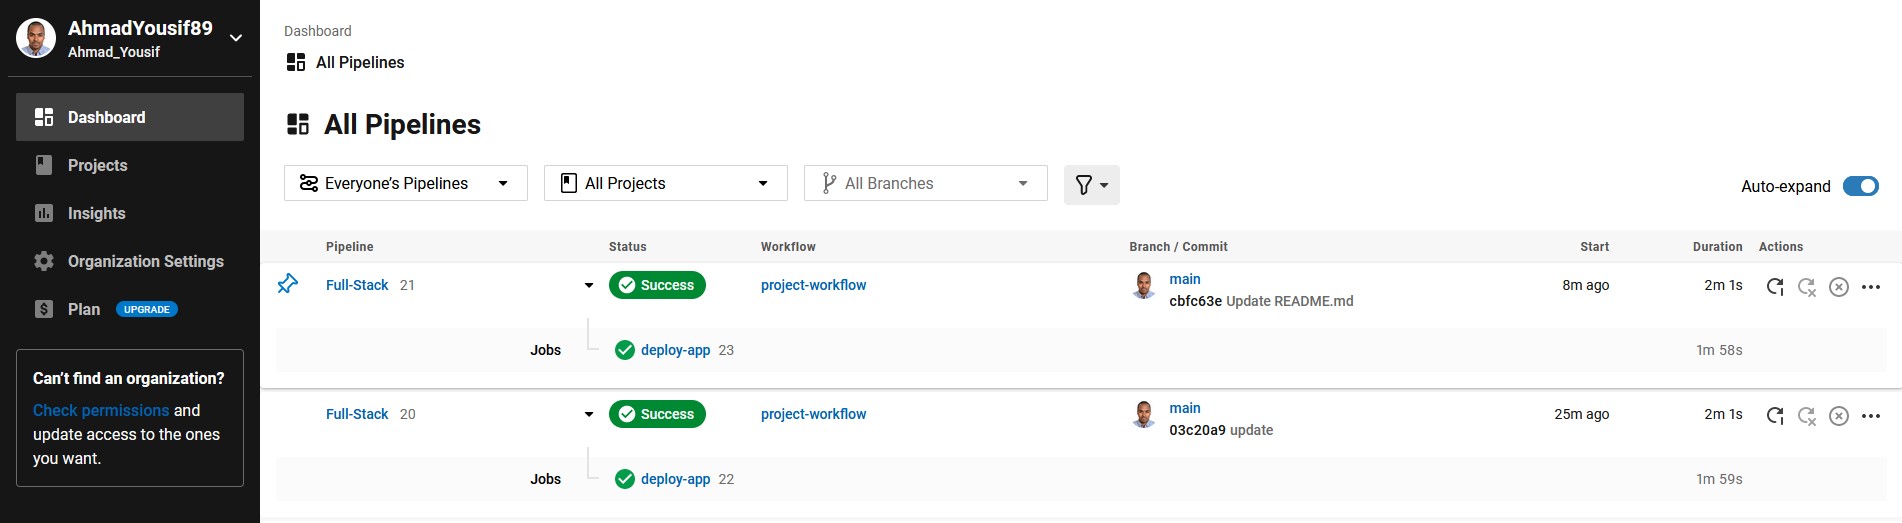 AhmadYousif89
Ahmad_Yousif
Dashboard
Projects
Insights
Organization Settings
Plan UPGRADE
Can't find an organization?
Check permissions and
update access to the ones
you want.
Dashboard
All Pipelines
All Pipelines
Everyone's Pipelines All Projects All Branches Auto-expand
Pipeline Status Workflow Branch / Commit Start Duration Actions
Full-Stack 21 Success project-workflow main 8m ago 2m 1s
cbfc63e Update README.md
Jobs deploy-app 23 1m 58s
Full-Stack 20 Success project-workflow main 25m ago 2m 1s
03c20a9 update
Jobs deploy-app 22 1m 59s